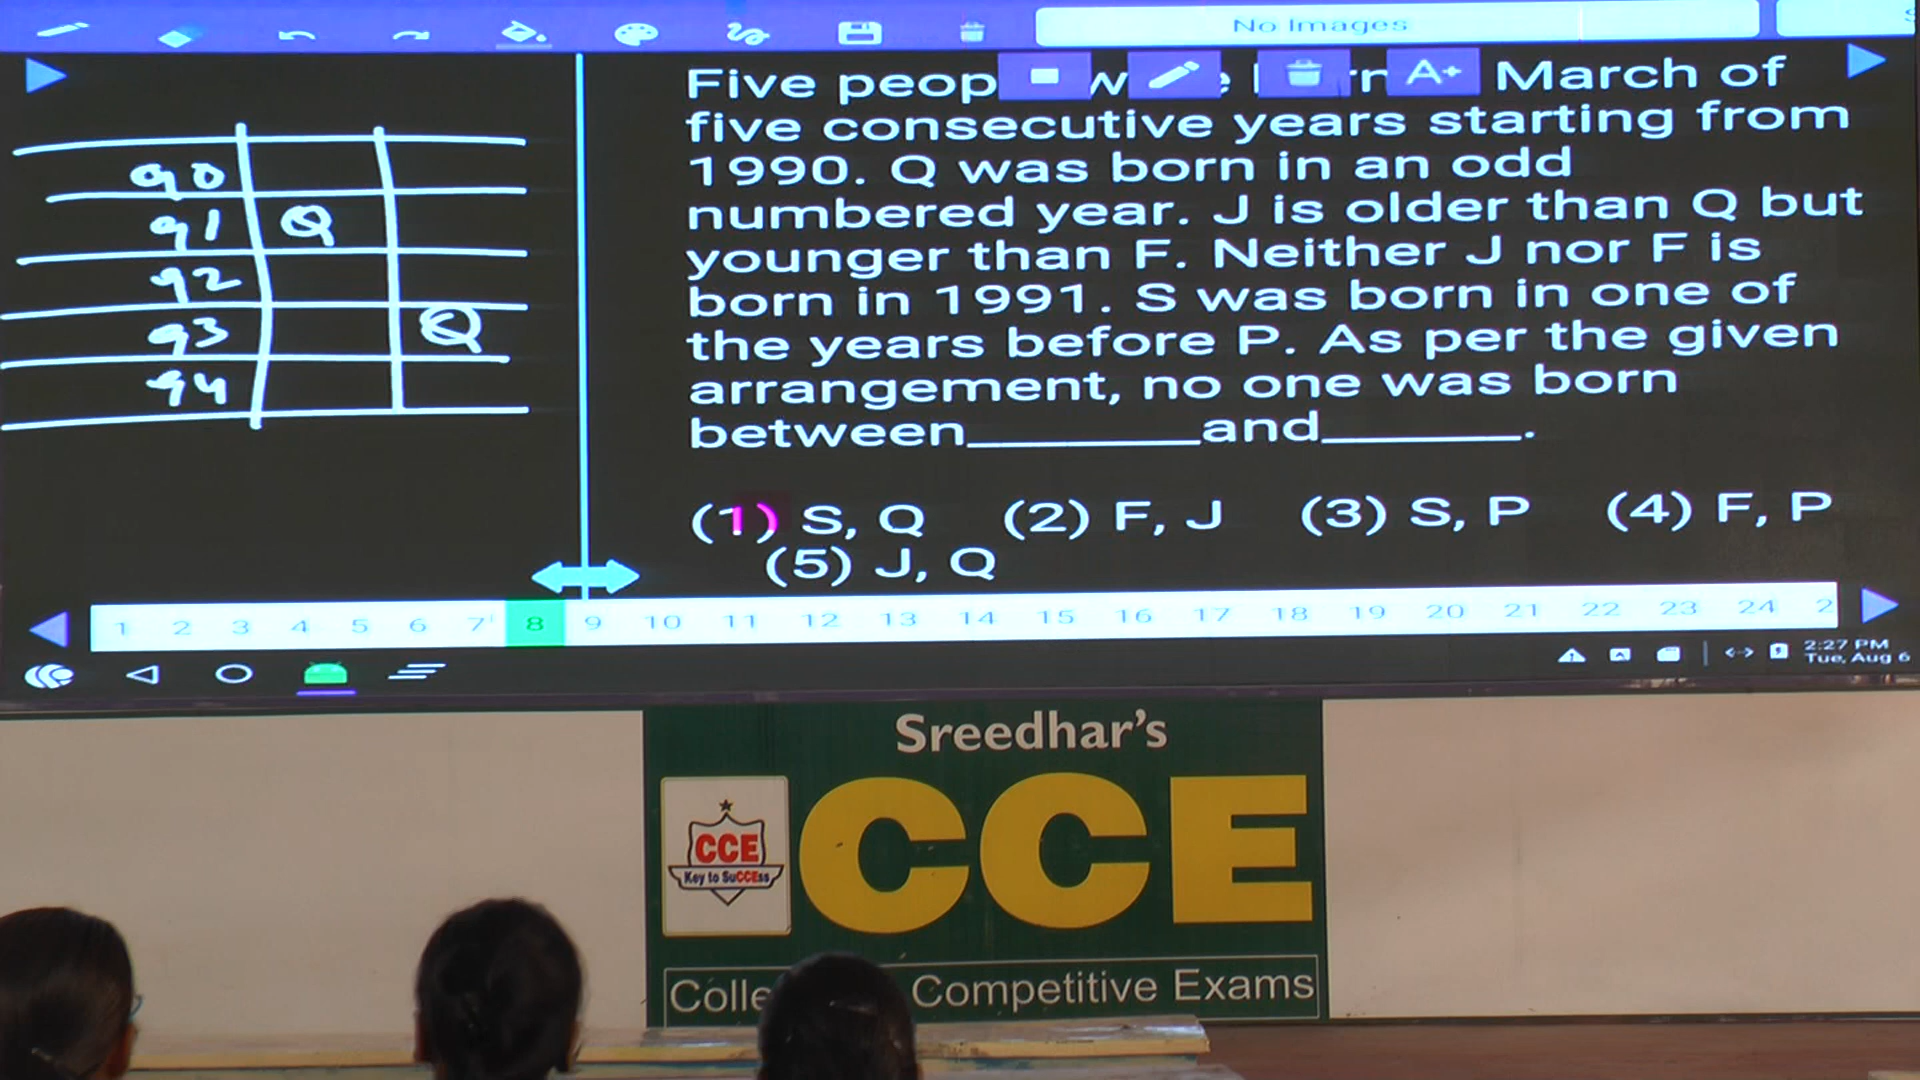 No Images
A+
90
91 Q
92
93 Q
94
Five peop March of
five consecutive years starting from
1990. Q was born in an odd
numbered year. J is older than Q but
younger than F. Neither J nor F is
born in 1991. S was born in one of
the years before P. As per the given
arrangement, no one was born
between________and_______.
(1) S, Q (2) F, J (3) S, P (4) F, P
(5) J, Q
1 2 3 4 5 6 7 8 9 10 11 12 13 14 15 16 17 18 19 20 21 22 23 24 2
2:27 PM
Tue, Aug 6
Sreedhar's
CCE
CCE
Key to SuCCEss
Competitive Exams